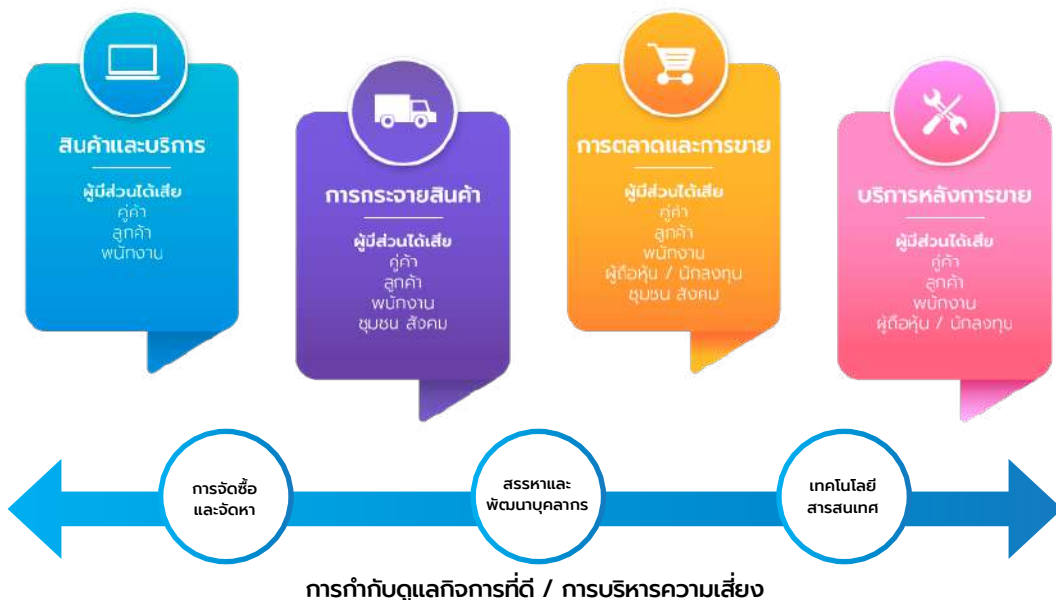 สินค้าและบริการ
ผู้มีส่วนได้เสีย
คู่ค้า
ลูกค้า
พนักงาน
การกระจายสินค้า
ผู้มีส่วนได้เสีย
คู่ค้า
ลูกค้า
พนักงาน
ชุมชน สังคม
การตลาดและการขาย
ผู้มีส่วนได้เสีย
คู่ค้า
ลูกค้า
พนักงาน
ผู้ถือหุ้น / นักลงทุน
ชุมชน สังคม
บริการหลังการขาย
ผู้มีส่วนได้เสีย
คู่ค้า
ลูกค้า
พนักงาน
ผู้ถือหุ้น / นักลงทุน
การจัดซื้อ
และจัดหา
สรรหาและ
พัฒนาบุคลากร
เทคโนโลยี
สารสนเทศ
การกำกับดูแลกิจการที่ดี / การบริหารความเสี่ยง